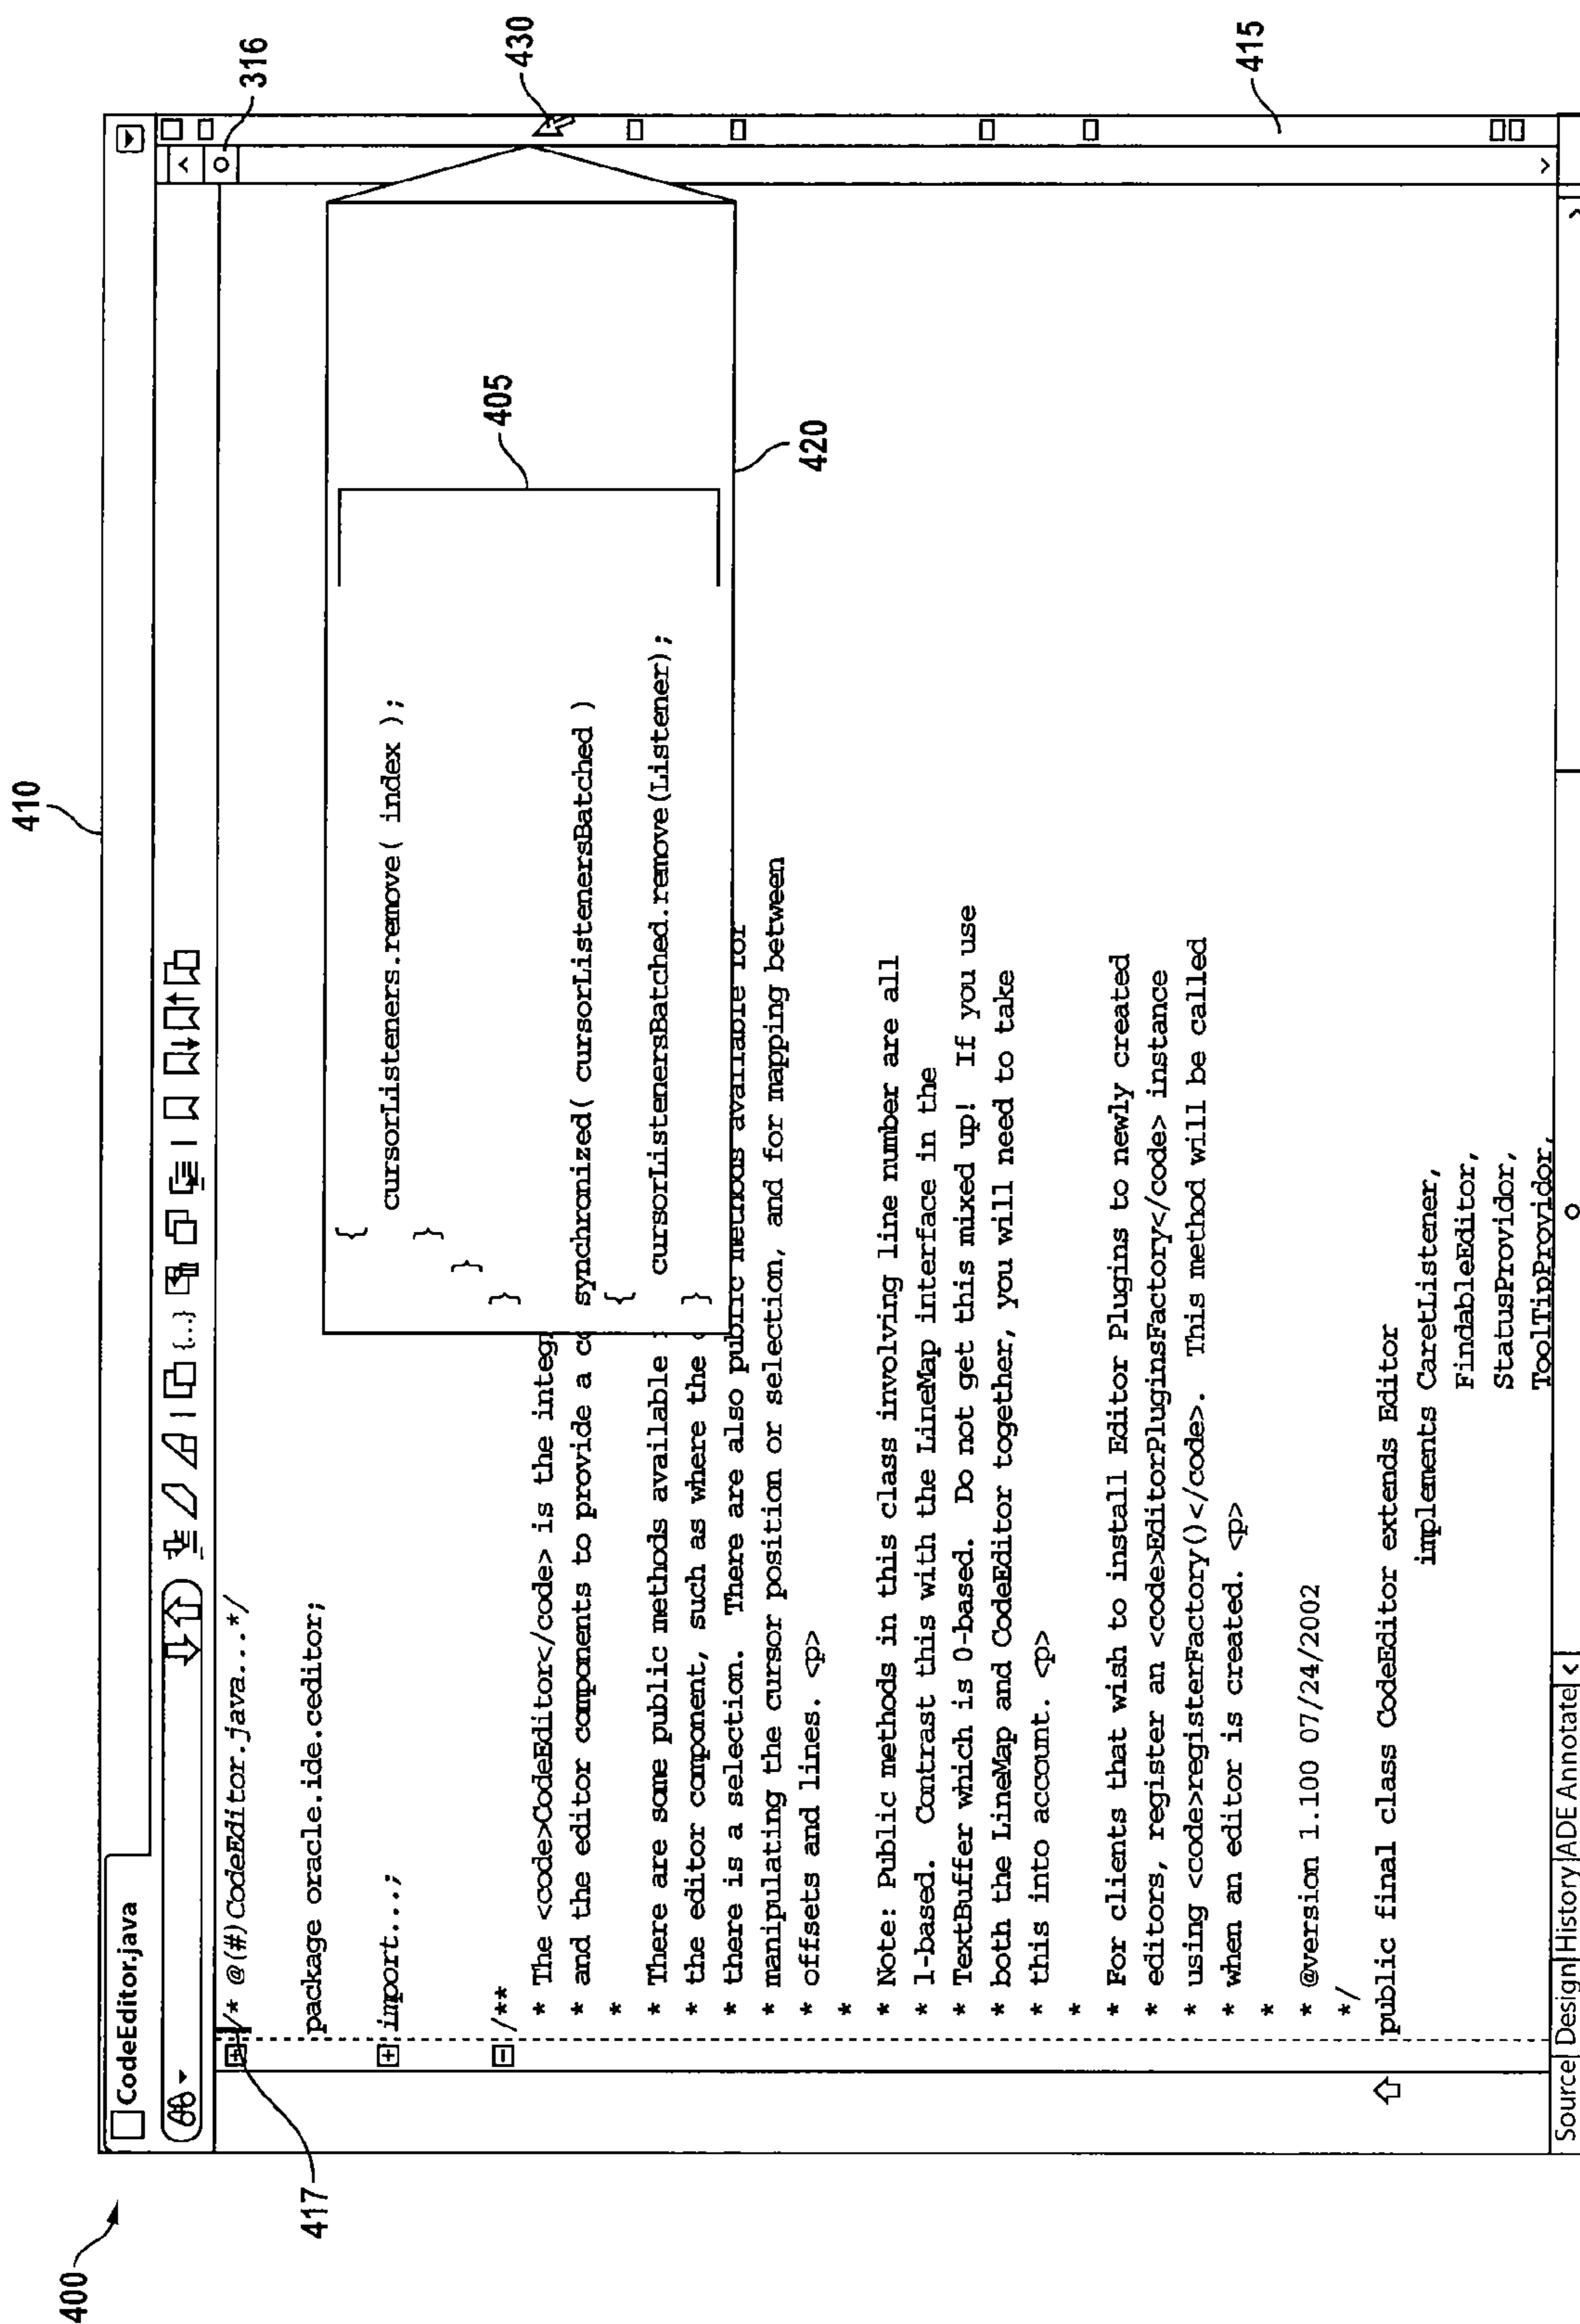 400
410
CodeEditor.java
316
417
/* @(#)CodeEditor.java...*/
package oracle.ide.ceditor;
import...;
/**
* The <code>CodeEditor</code> is the integr
* and the editor components to provide a co
*
* There are some public methods available
* the editor component, such as where the
* there is a selection.  There are also public methods available for
* manipulating the cursor position or selection, and for mapping between
* offsets and lines. <p>
*
* Note: Public methods in this class involving line number are all
* 1-based.  Contrast this with the LineMap interface in the
* TextBuffer which is 0-based.  Do not get this mixed up!  If you use
* both the LineMap and CodeEditor together, you will need to take
* this into account. <p>
*
* For clients that wish to install Editor Plugins to newly created
* editors, register an <code>EditorPluginsFactory</code> instance
* using <code>registerFactory()</code>.  This method will be called
* when an editor is created. <p>
*
* @version 1.100 07/24/2002
*/
public final class CodeEditor extends Editor
implements CaretListener,
FindableEditor,
StatusProvidor,
ToolTipProvidor,
{
cursorListeners.remove( index );
}
}
}
synchronized( cursorListenersBatched )
{
cursorListenersBatched.remove(Listener);
}
405
420
430
415
Source Design History ADE Annotate